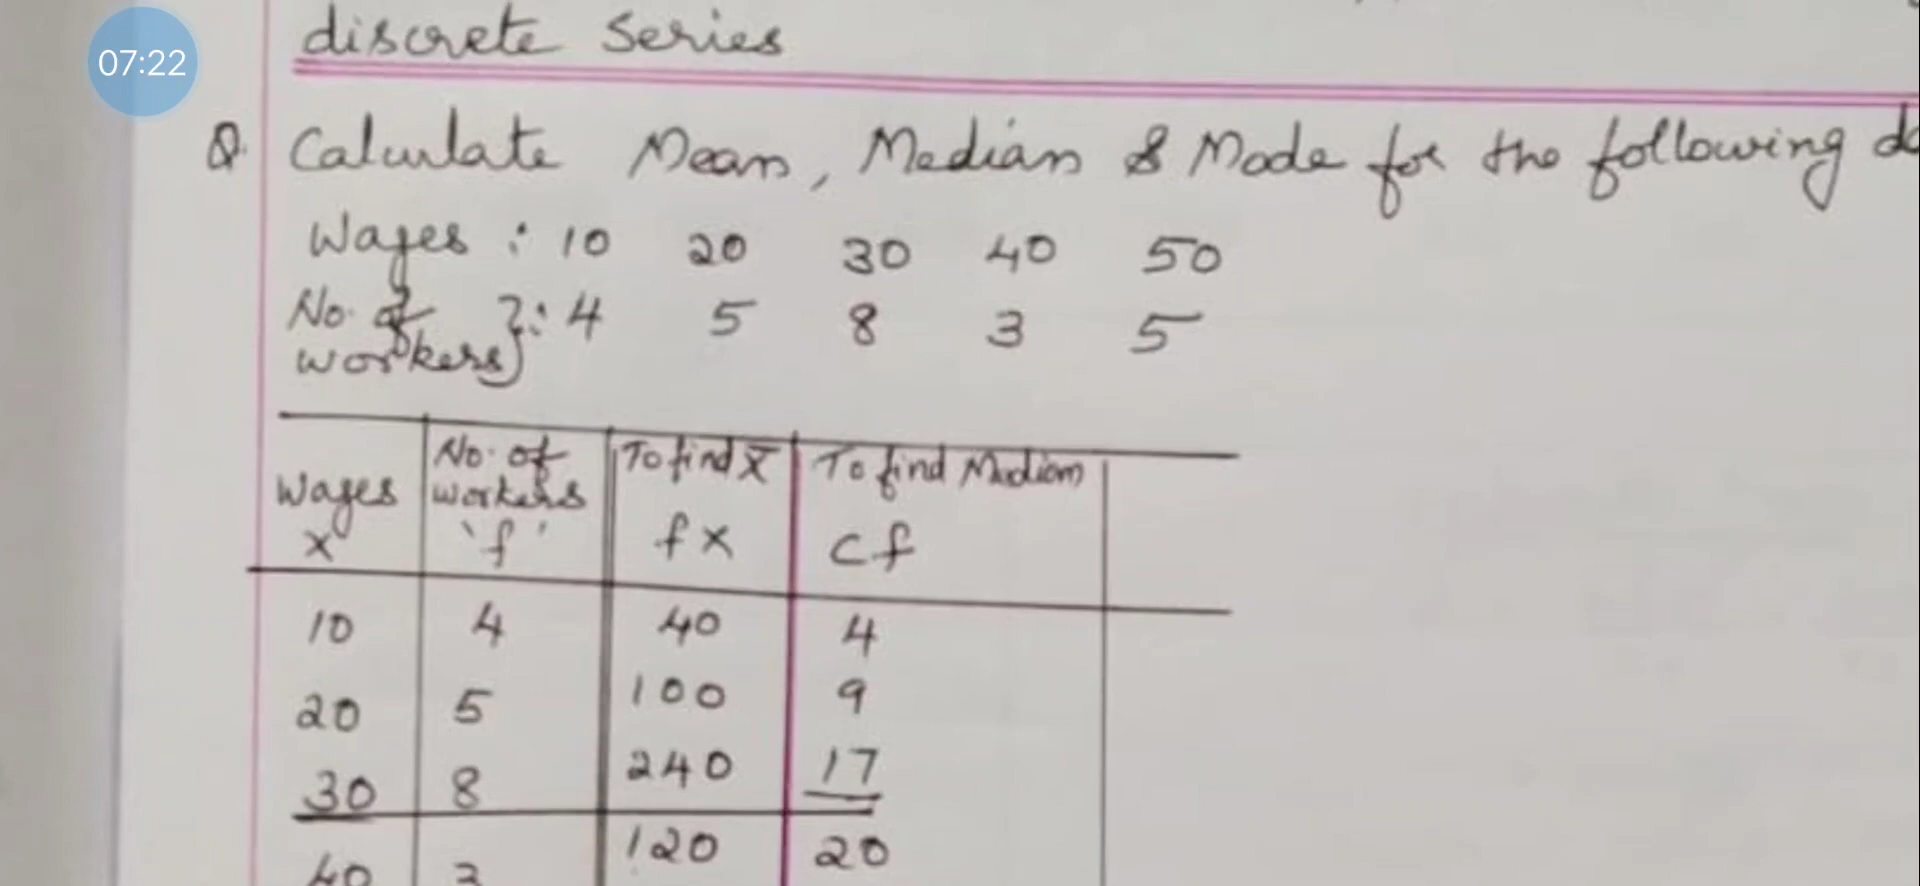 07:22
discrete Series
Q. Calculate Mean, Median & Mode for the following
Wages : 10 20 30 40 50
No. of workers}: 4 5 8 3 5
Wages x No. of workers 'f' To find x̅ fx To find Median cf
10 4 40 4
20 5 100 9
30 8 240 17
40 3 120 20